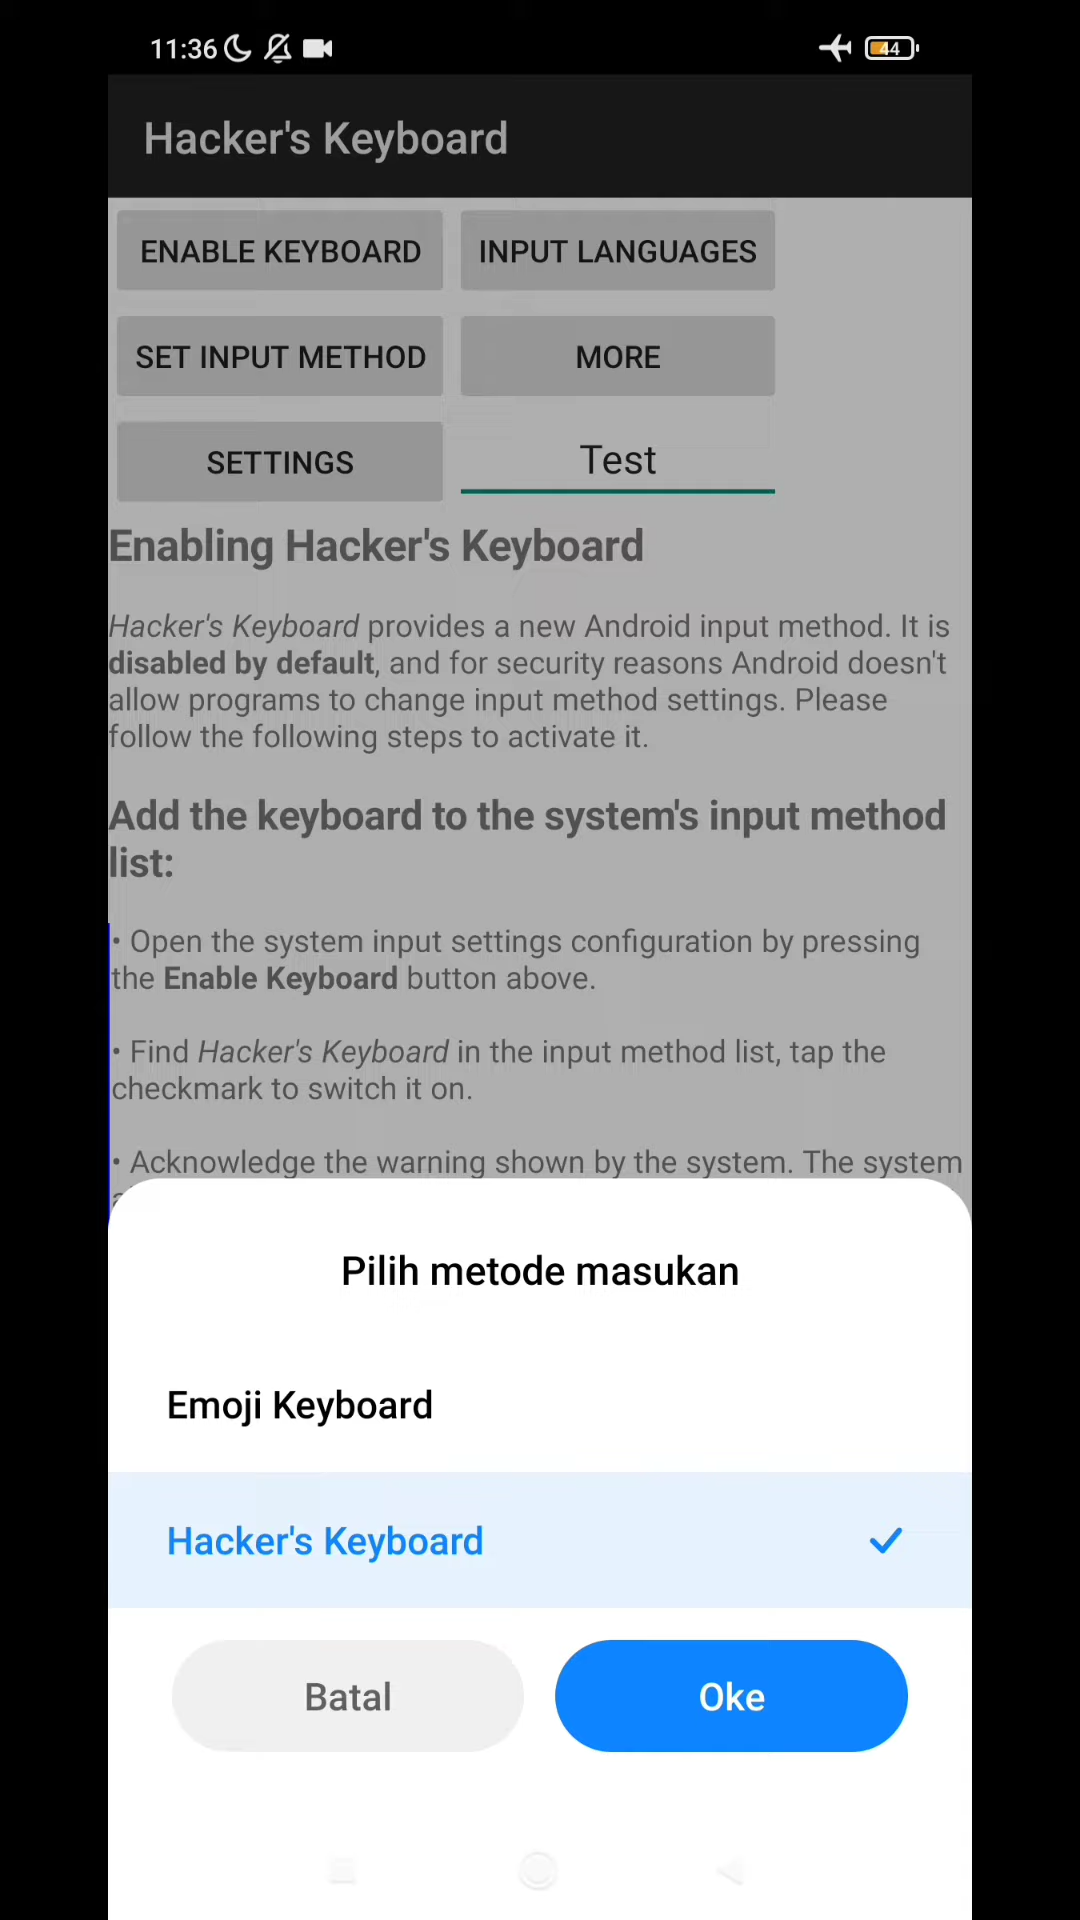 11:36
44
Hacker's Keyboard
ENABLE KEYBOARD
INPUT LANGUAGES
SET INPUT METHOD
MORE
SETTINGS
Test
Enabling Hacker's Keyboard
Hacker's Keyboard provides a new Android input method. It is
disabled by default, and for security reasons Android doesn't
allow programs to change input method settings. Please
follow the following steps to activate it.
Add the keyboard to the system's input method
list:
• Open the system input settings configuration by pressing
the Enable Keyboard button above.
• Find Hacker's Keyboard in the input method list, tap the
checkmark to switch it on.
• Acknowledge the warning shown by the system. The system
Pilih metode masukan
Emoji Keyboard
Hacker's Keyboard
Batal
Oke